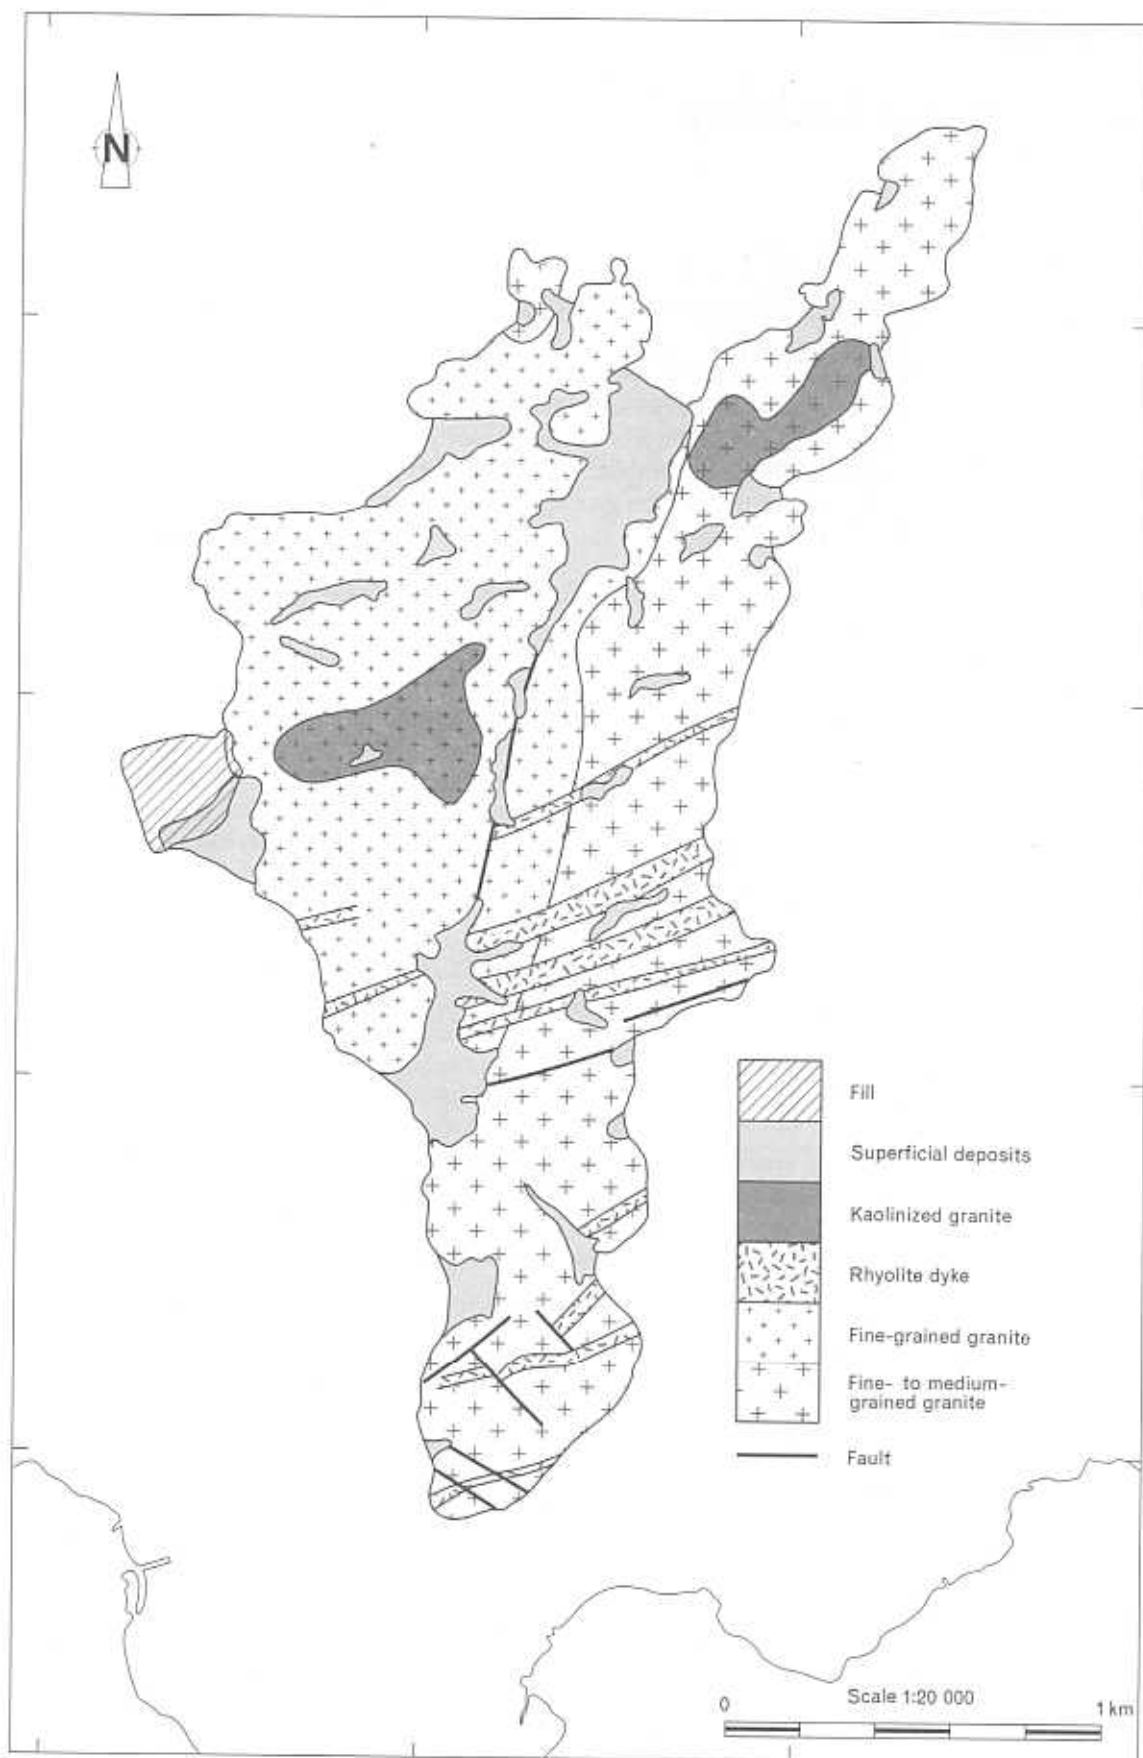 N
Fill
Superficial deposits
Kaolinized granite
Rhyolite dyke
Fine-grained granite
Fine- to medium-
grained granite
Fault
Scale 1:20 000
0
1 km